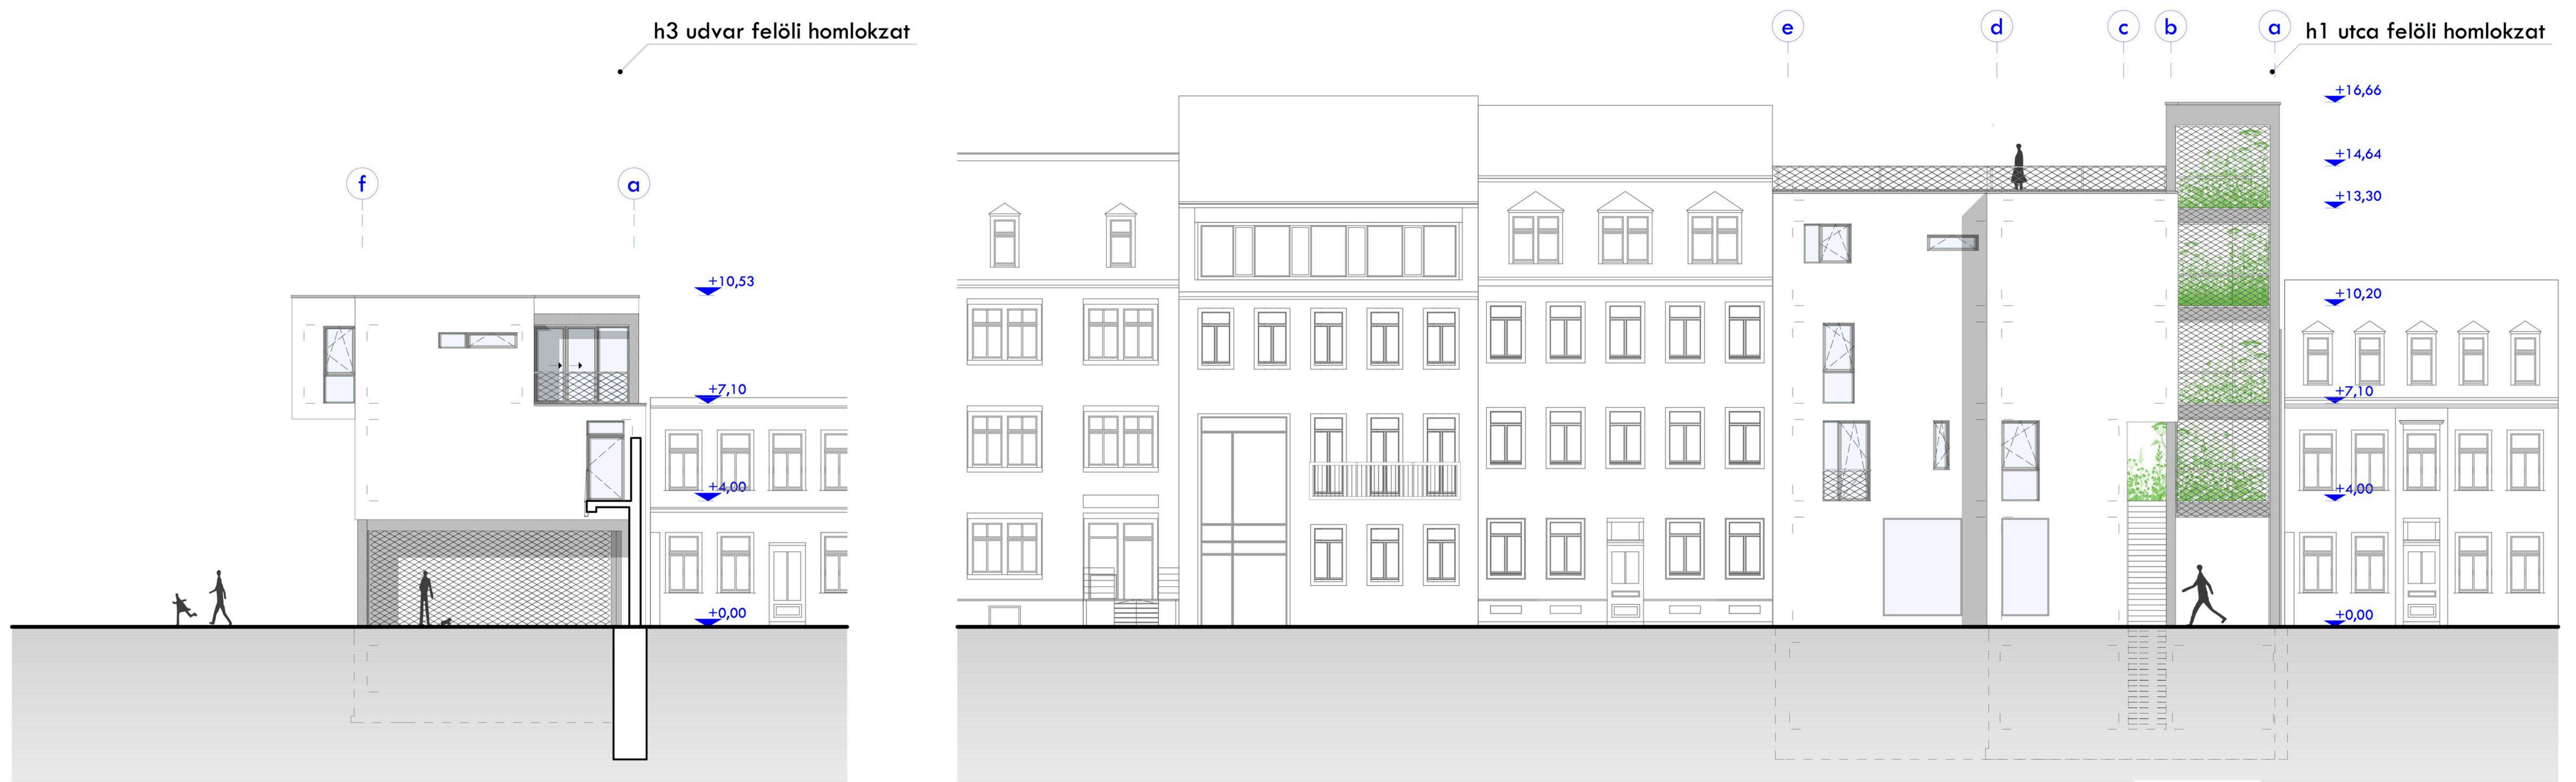 h3 udvar felöli homlokzat
f
a
+10,53
+7,10
+4,00
+0,00
e
d
c
b
a
h1 utca felöli homlokzat
+16,66
+14,64
+13,30
+10,20
+7,10
+4,00
+0,00